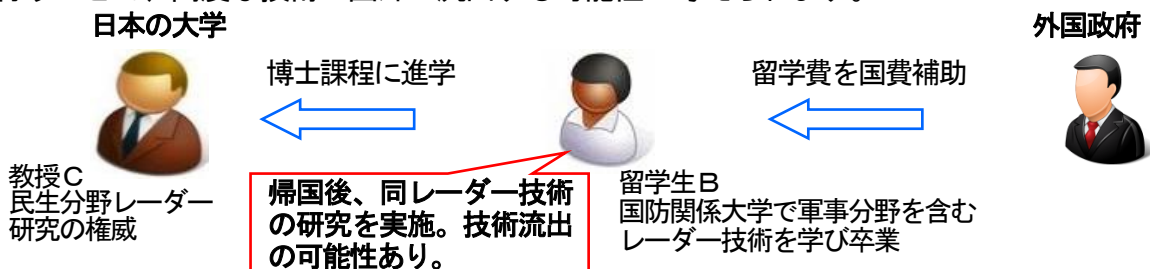 日本の大学
外国政府
博士課程に進学
留学費を国費補助
教授C
民生分野レーダー
研究の権威
帰国後、同レーダー技術
の研究を実施。技術流出
の可能性あり。
留学生B
国防関係大学で軍事分野を含む
レーダー技術を学び卒業